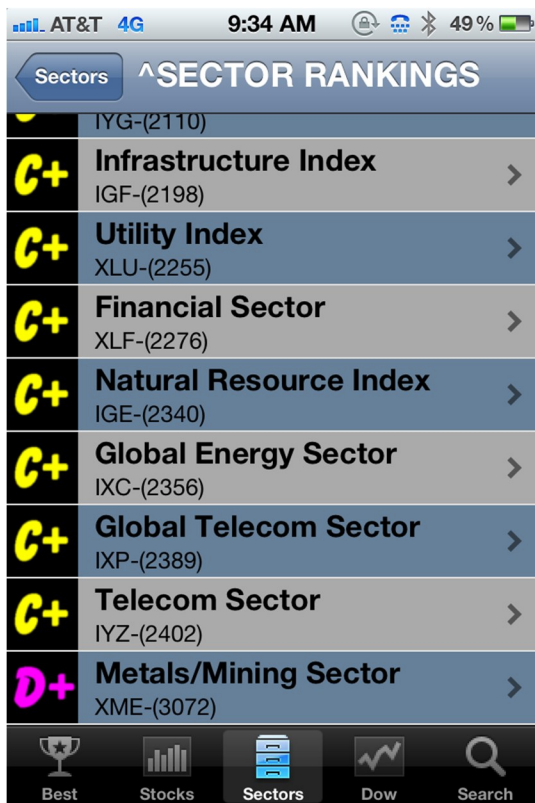 AT&T 4G 9:34 AM 49%
Sectors ^SECTOR RANKINGS
IYG-(2110)
C+ Infrastructure Index
IGF-(2198)
C+ Utility Index
XLU-(2255)
C+ Financial Sector
XLF-(2276)
C+ Natural Resource Index
IGE-(2340)
C+ Global Energy Sector
IXC-(2356)
C+ Global Telecom Sector
IXP-(2389)
C+ Telecom Sector
IYZ-(2402)
D+ Metals/Mining Sector
XME-(3072)
Best Stocks Sectors Dow Search